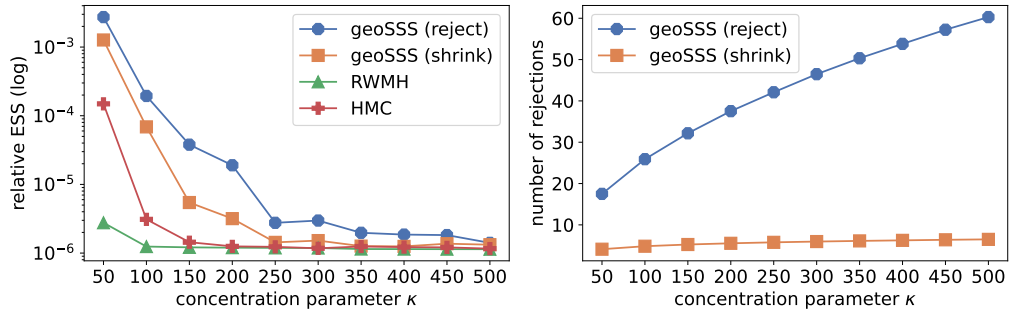 relative ESS (log)
10⁻³
10⁻⁴
10⁻⁵
10⁻⁶
geoSSS (reject)
geoSSS (shrink)
RWMH
HMC
50 100 150 200 250 300 350 400 450 500
concentration parameter κ
number of rejections
60
50
40
30
20
10
geoSSS (reject)
geoSSS (shrink)
50 100 150 200 250 300 350 400 450 500
concentration parameter κ